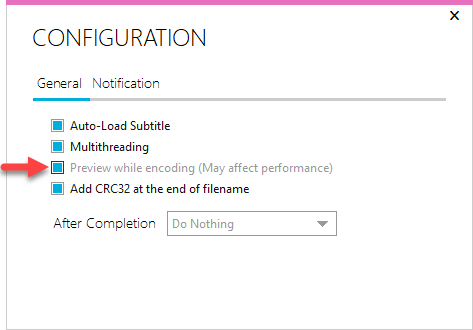 CONFIGURATION
General Notification
Auto-Load Subtitle
Multithreading
Preview while encoding (May affect performance)
Add CRC32 at the end of filename
After Completion Do Nothing